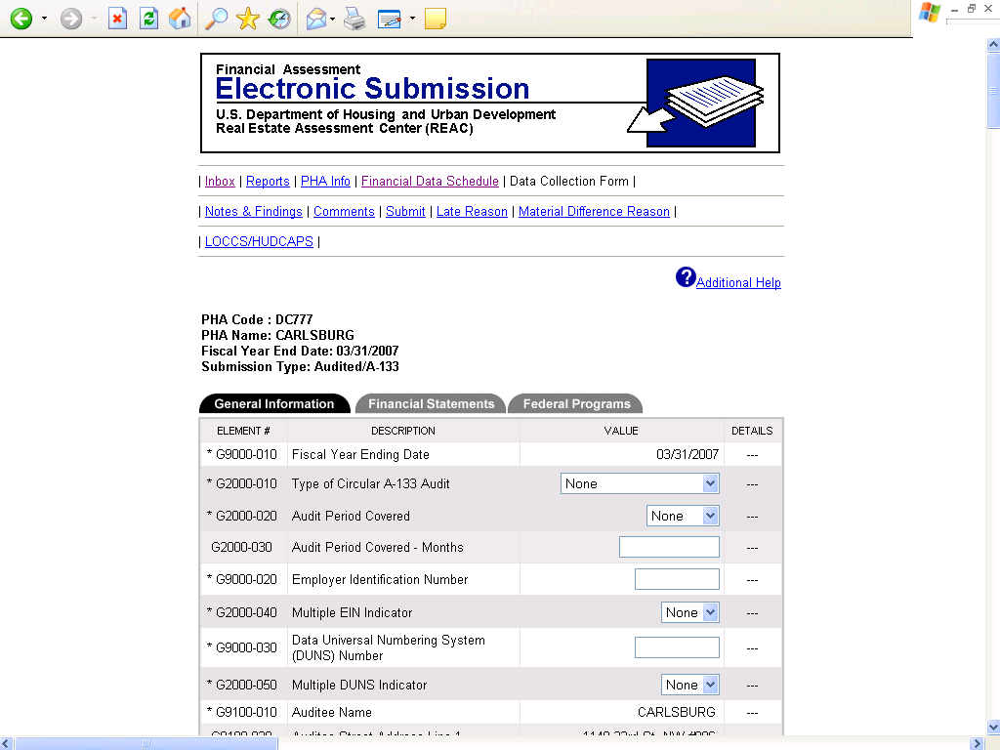 Financial Assessment
Electronic Submission
U.S. Department of Housing and Urban Development
Real Estate Assessment Center (REAC)
| Inbox | Reports | PHA Info | Financial Data Schedule | Data Collection Form |
| Notes & Findings | Comments | Submit | Late Reason | Material Difference Reason |
| LOCCS/HUDCAPS |
? Additional Help
PHA Code : DC777
PHA Name: CARLSBURG
Fiscal Year End Date: 03/31/2007
Submission Type: Audited/A-133
General Information Financial Statements Federal Programs
ELEMENT # DESCRIPTION VALUE DETAILS
* G9000-010 Fiscal Year Ending Date 03/31/2007 ---
* G2000-010 Type of Circular A-133 Audit None ---
* G2000-020 Audit Period Covered None ---
G2000-030 Audit Period Covered - Months ---
* G9000-020 Employer Identification Number ---
* G2000-040 Multiple EIN Indicator None ---
* G9000-030 Data Universal Numbering System
(DUNS) Number ---
* G2000-050 Multiple DUNS Indicator None ---
* G9100-010 Auditee Name CARLSBURG ---
Auditee Street Address Line 1